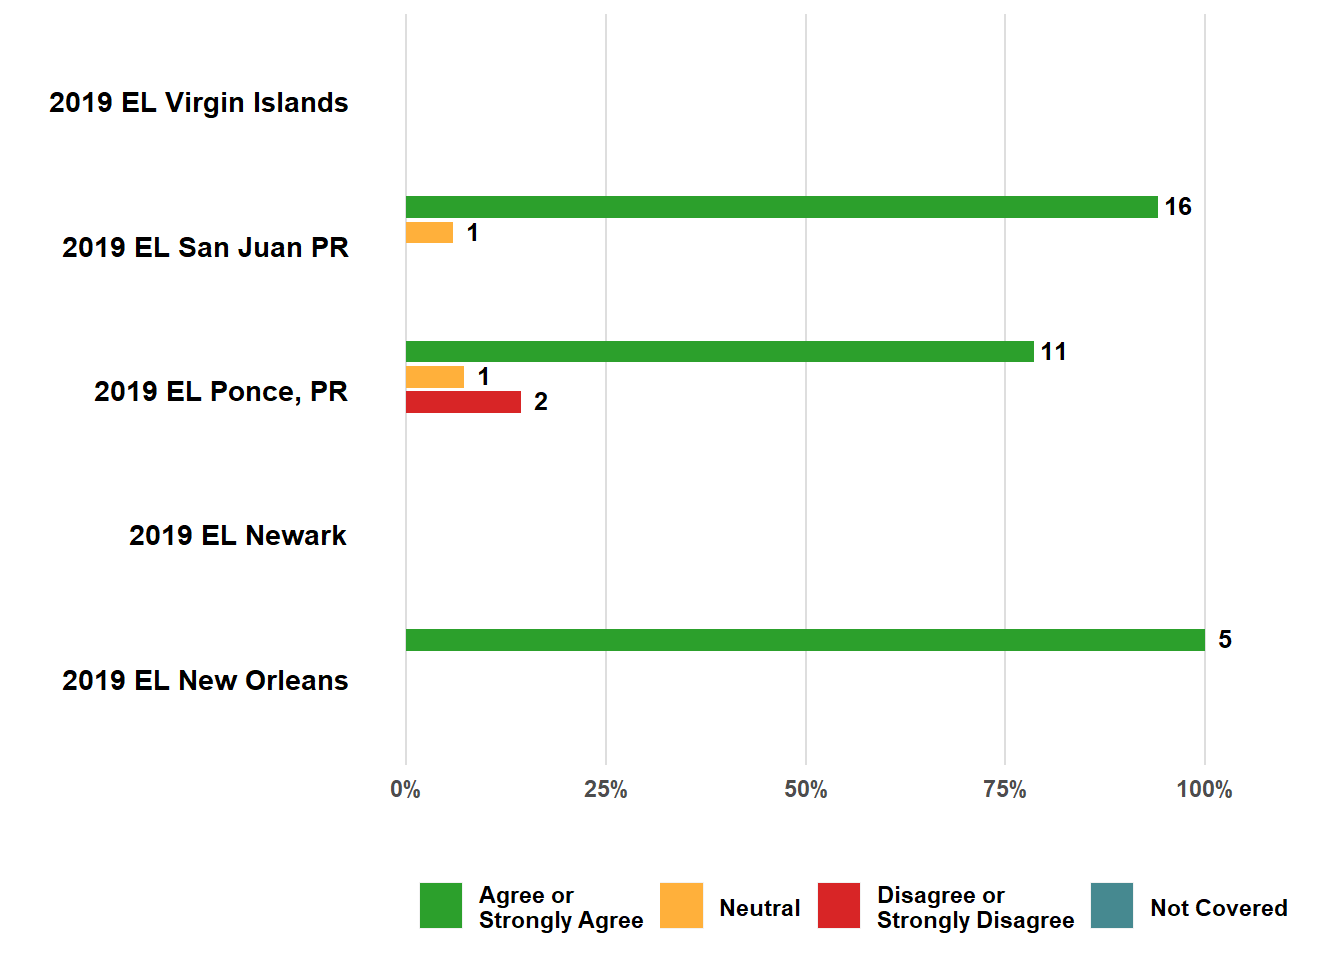 2019 EL Virgin Islands
16
1
2019 EL San Juan PR
11
1
2019 EL Ponce, PR
2
2019 EL Newark
5
2019 EL New Orleans
0% 25% 50% 75% 100%
Agree or
Strongly Agree
Neutral
Disagree or
Strongly Disagree
Not Covered